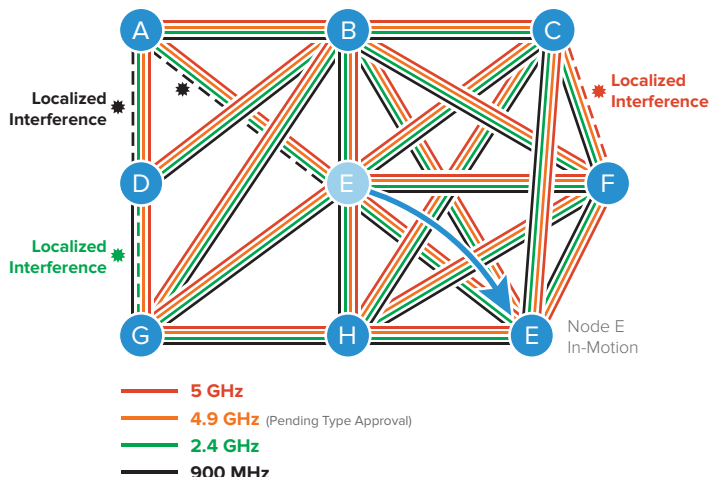 A
B
C
Localized
Interference
Localized
Interference
D
E
F
Localized
Interference
G
H
E
Node E
In-Motion
5 GHz
4.9 GHz (Pending Type Approval)
2.4 GHz
900 MHz